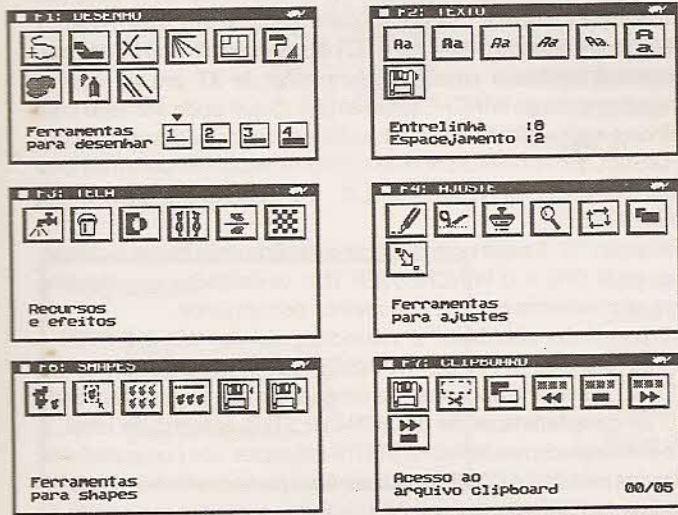 F1: DESENHO
Ferramentas
para desenhar 1 2 3 4
F2: TEXTO
Aa Aa Aa Aa Aa Aa
Entrelinha :0
Espacejamento :2
F3: TELA
Recursos
e efeitos
F4: AJUSTE
Ferramentas
para ajustes
F6: SHAPES
Ferramentas
para shapes
F7: CLIPBOARD
Acesso ao
arquivo clipboard 00/05